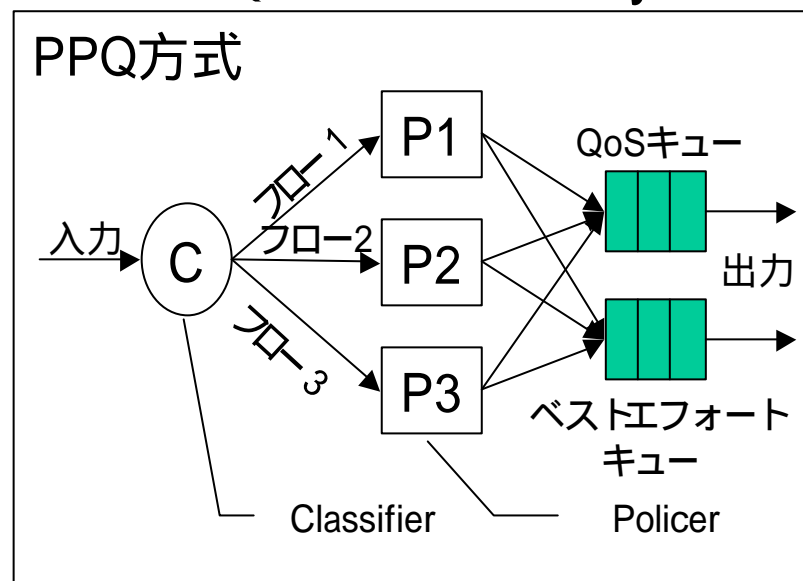 PPQ方式
入力
C
フロー1
フロー2
フロー3
P1
P2
P3
QoSキュー
出力
ベストエフォート
キュー
Classifier
Policer